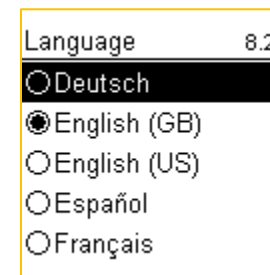 Language 8.2
Deutsch
English (GB)
English (US)
Español
Français